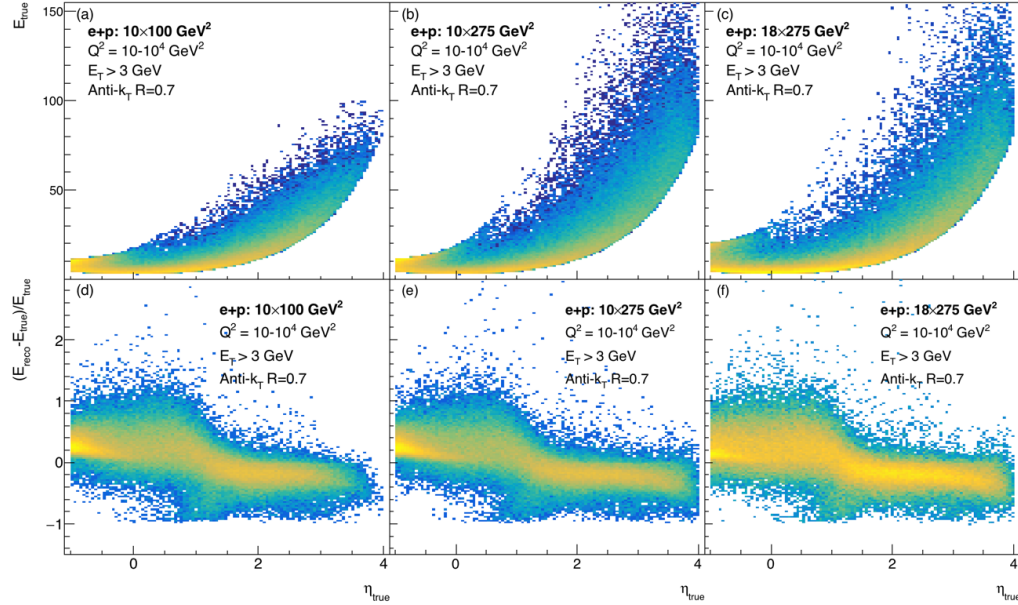 E_true
150
100
50
(a)
e+p: 10×100 GeV²
Q² = 10-10⁴ GeV²
E_T > 3 GeV
Anti-k_T R=0.7
(b)
e+p: 10×275 GeV²
Q² = 10-10⁴ GeV²
E_T > 3 GeV
Anti-k_T R=0.7
(c)
e+p: 18×275 GeV²
Q² = 10-10⁴ GeV²
E_T > 3 GeV
Anti-k_T R=0.7
(E_reco-E_true)/E_true
2
1
0
−1
(d)
e+p: 10×100 GeV²
Q² = 10-10⁴ GeV²
E_T > 3 GeV
Anti-k_T R=0.7
(e)
e+p: 10×275 GeV²
Q² = 10-10⁴ GeV²
E_T > 3 GeV
Anti-k_T R=0.7
(f)
e+p: 18×275 GeV²
Q² = 10-10⁴ GeV²
E_T > 3 GeV
Anti-k_T R=0.7
0 2 4
η_true
0 2 4
η_true
0 2 4
η_true